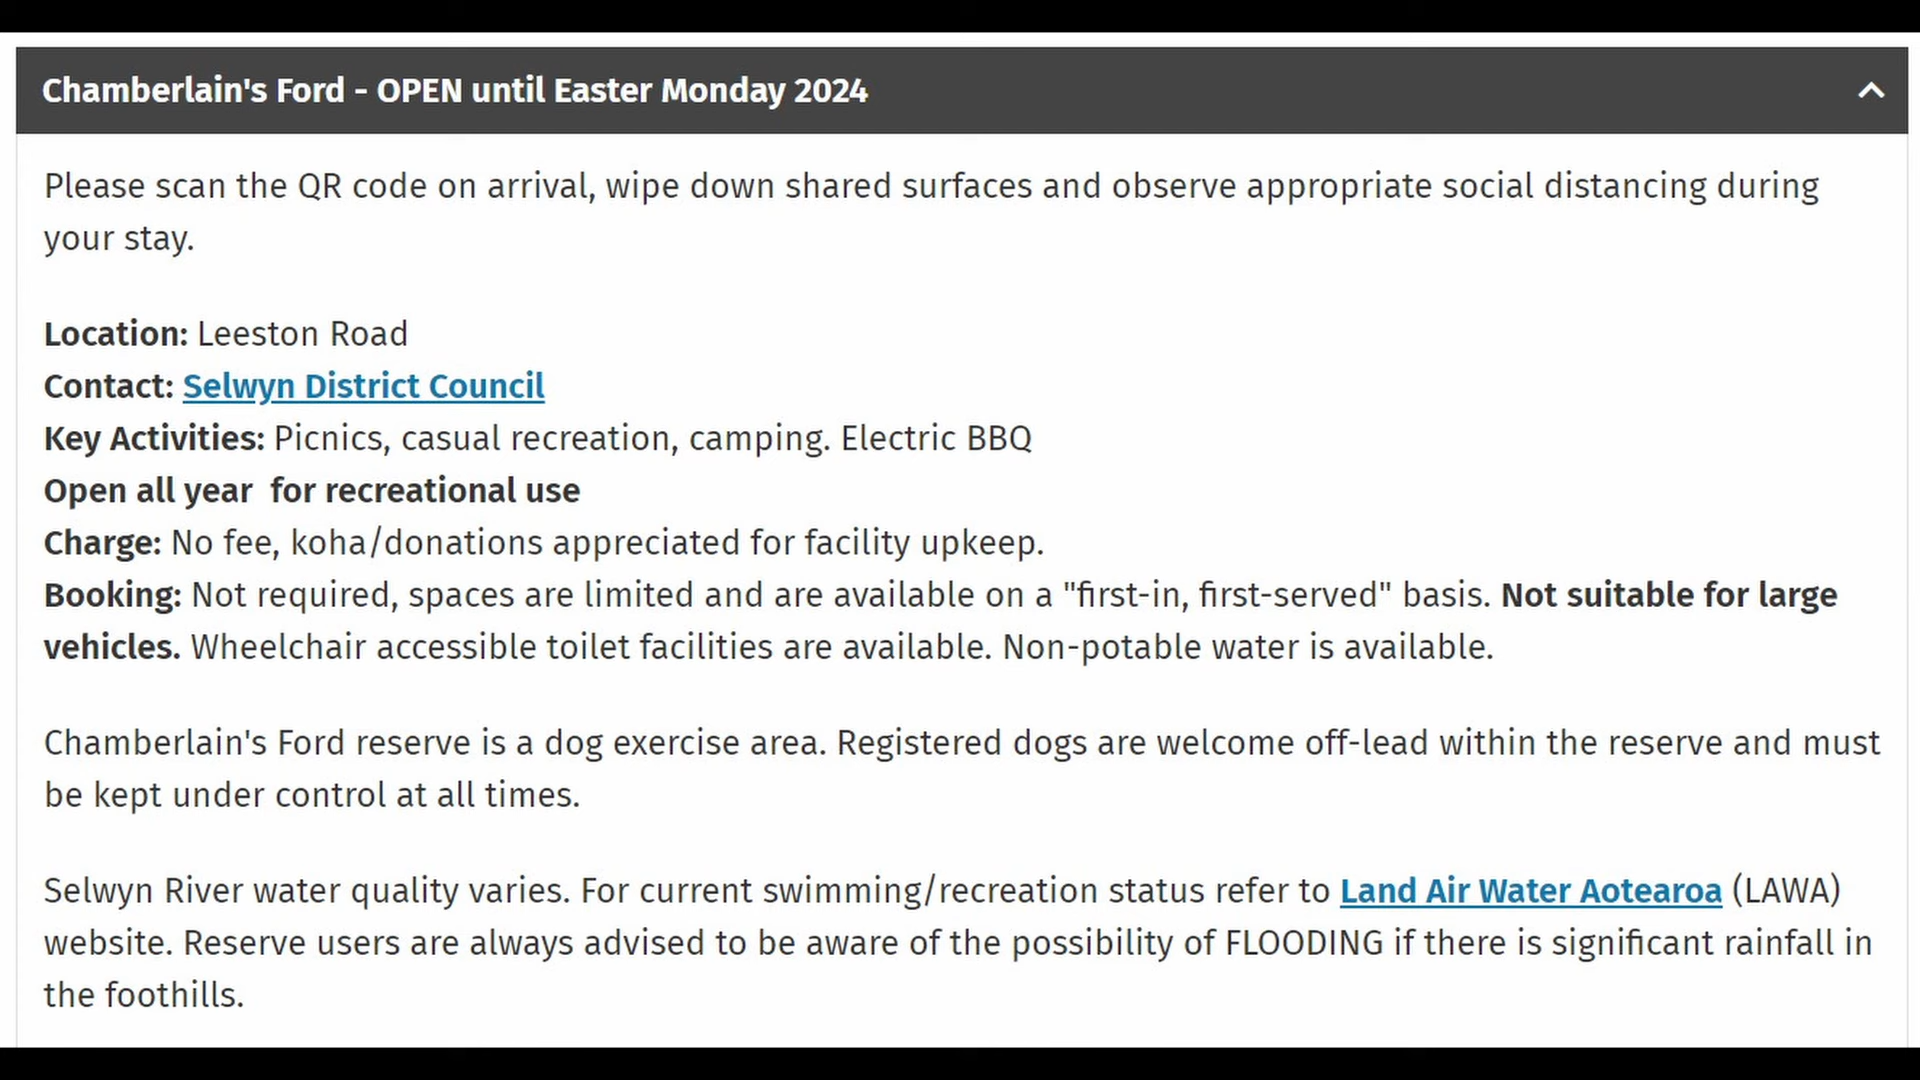 Chamberlain's Ford - OPEN until Easter Monday 2024
Please scan the QR code on arrival, wipe down shared surfaces and observe appropriate social distancing during
your stay.
Location: Leeston Road
Contact: Selwyn District Council
Key Activities: Picnics, casual recreation, camping. Electric BBQ
Open all year  for recreational use
Charge: No fee, koha/donations appreciated for facility upkeep.
Booking: Not required, spaces are limited and are available on a "first-in, first-served" basis. Not suitable for large
vehicles. Wheelchair accessible toilet facilities are available. Non-potable water is available.
Chamberlain's Ford reserve is a dog exercise area. Registered dogs are welcome off-lead within the reserve and must
be kept under control at all times.
Selwyn River water quality varies. For current swimming/recreation status refer to Land Air Water Aotearoa (LAWA)
website. Reserve users are always advised to be aware of the possibility of FLOODING if there is significant rainfall in
the foothills.